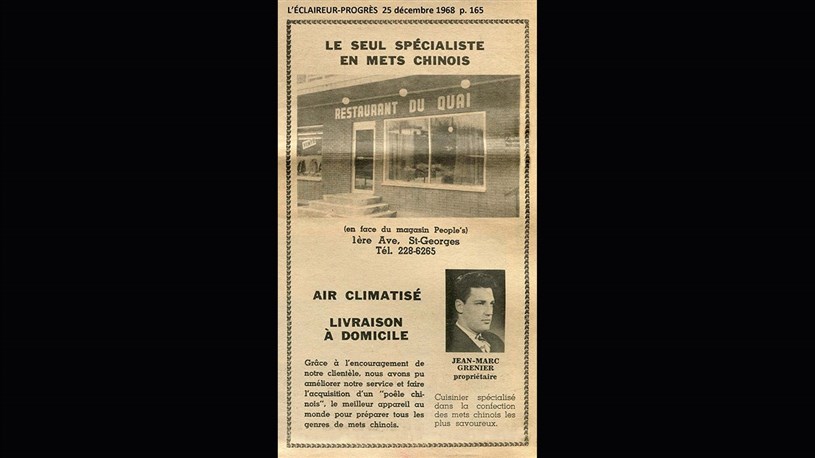 L'ÉCLAIREUR-PROGRÈS 25 décembre 1968 p. 165
LE SEUL SPÉCIALISTE
EN METS CHINOIS
RESTAURANT DU QUAI
(en face du magasin People's)
1ère Ave, St-Georges
Tél. 228-6265
AIR CLIMATISÉ
LIVRAISON
À DOMICILE
JEAN-MARC
GRENIER
propriétaire
Grâce à l'encouragement de
notre clientèle, nous avons pu
améliorer notre service et faire
l'acquisition d'un "poêle chi-
nois", le meilleur appareil au
monde pour préparer tous les
genres de mets chinois.
Cuisinier spécialisé
dans la confection
des mets chinois les
plus savoureux.